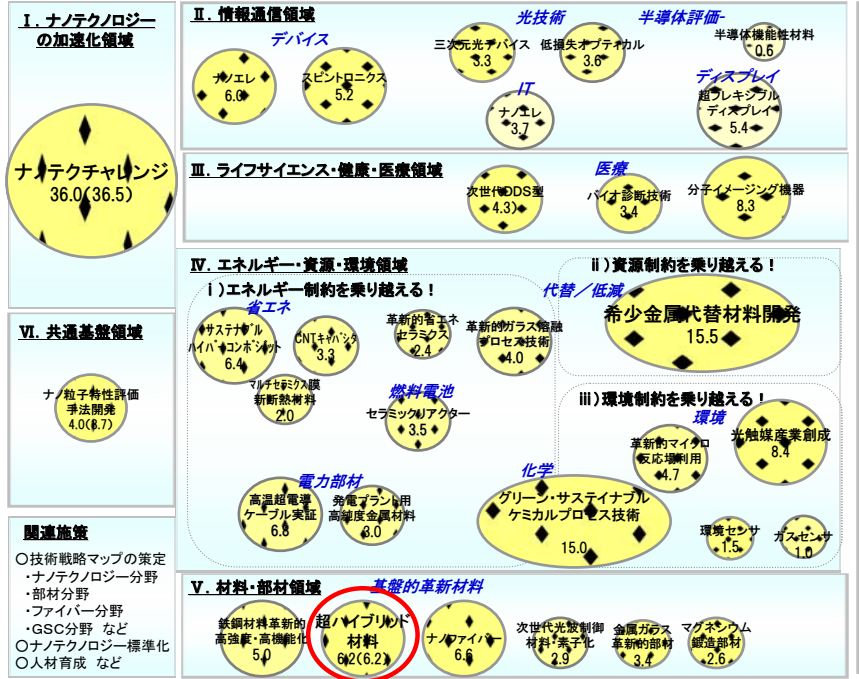 Ⅰ．ナノテクノロジー
の加速化領域
ナノテクチャレンジ
36.0(36.5)
Ⅱ．情報通信領域
デバイス
光技術
半導体評価-
ナノエレ
6.0
スピントロニクス
5.2
三次元光デバイス
3.3
低損失オプティカル
3.6
半導体機能性材料
0.6
IT
ナノエレ
3.7
ディスプレイ
超フレキシブル
ディスプレイ
5.4
Ⅲ．ライフサイエンス・健康・医療領域
医療
次世代DDS型
4.3)
バイオ診断技術
3.4
分子イメージング機器
8.3
Ⅳ．エネルギー・資源・環境領域
ⅰ）エネルギー制約を乗り越える！
省エネ
サステナブル
ハイパーコンポジット
6.4
CNTキャパシタ
3.3
革新的省エネ
セラミクス
2.4
革新的ガラス溶融
プロセス技術
4.0
マルチセラミクス膜
新断熱材料
2.0
燃料電池
セラミックリアクター
3.5
電力部材
高温超電導
ケーブル実証
6.8
発電プラント用
高純度金属材料
3.0
ⅱ）資源制約を乗り越える！
代替／低減
希少金属代替材料開発
15.5
ⅲ）環境制約を乗り越える！
環境
革新的マイクロ
反応場利用
4.7
光触媒産業創成
8.4
化学
グリーン・サステイナブル
ケミカルプロセス技術
15.0
環境センサ
1.5
ガスセンサ
1.0
Ⅵ．共通基盤領域
ナノ粒子特性評価
手法開発
4.0(8.7)
関連施策
○技術戦略マップの策定
・ナノテクノロジー分野
・部材分野
・ファイバー分野
・GSC分野 など
○ナノテクノロジー標準化
○人材育成 など
Ⅴ．材料・部材領域
基盤的革新材料
鉄鋼材料革新的
高強度・高機能化
5.0
超ハイブリッド
材料
6.2(6.2)
ナノファイバー
6.6
次世代光波制御
材料・素子化
2.9
金属ガラス
革新的部材
3.4
マグネシウム
鍛造部材
2.6